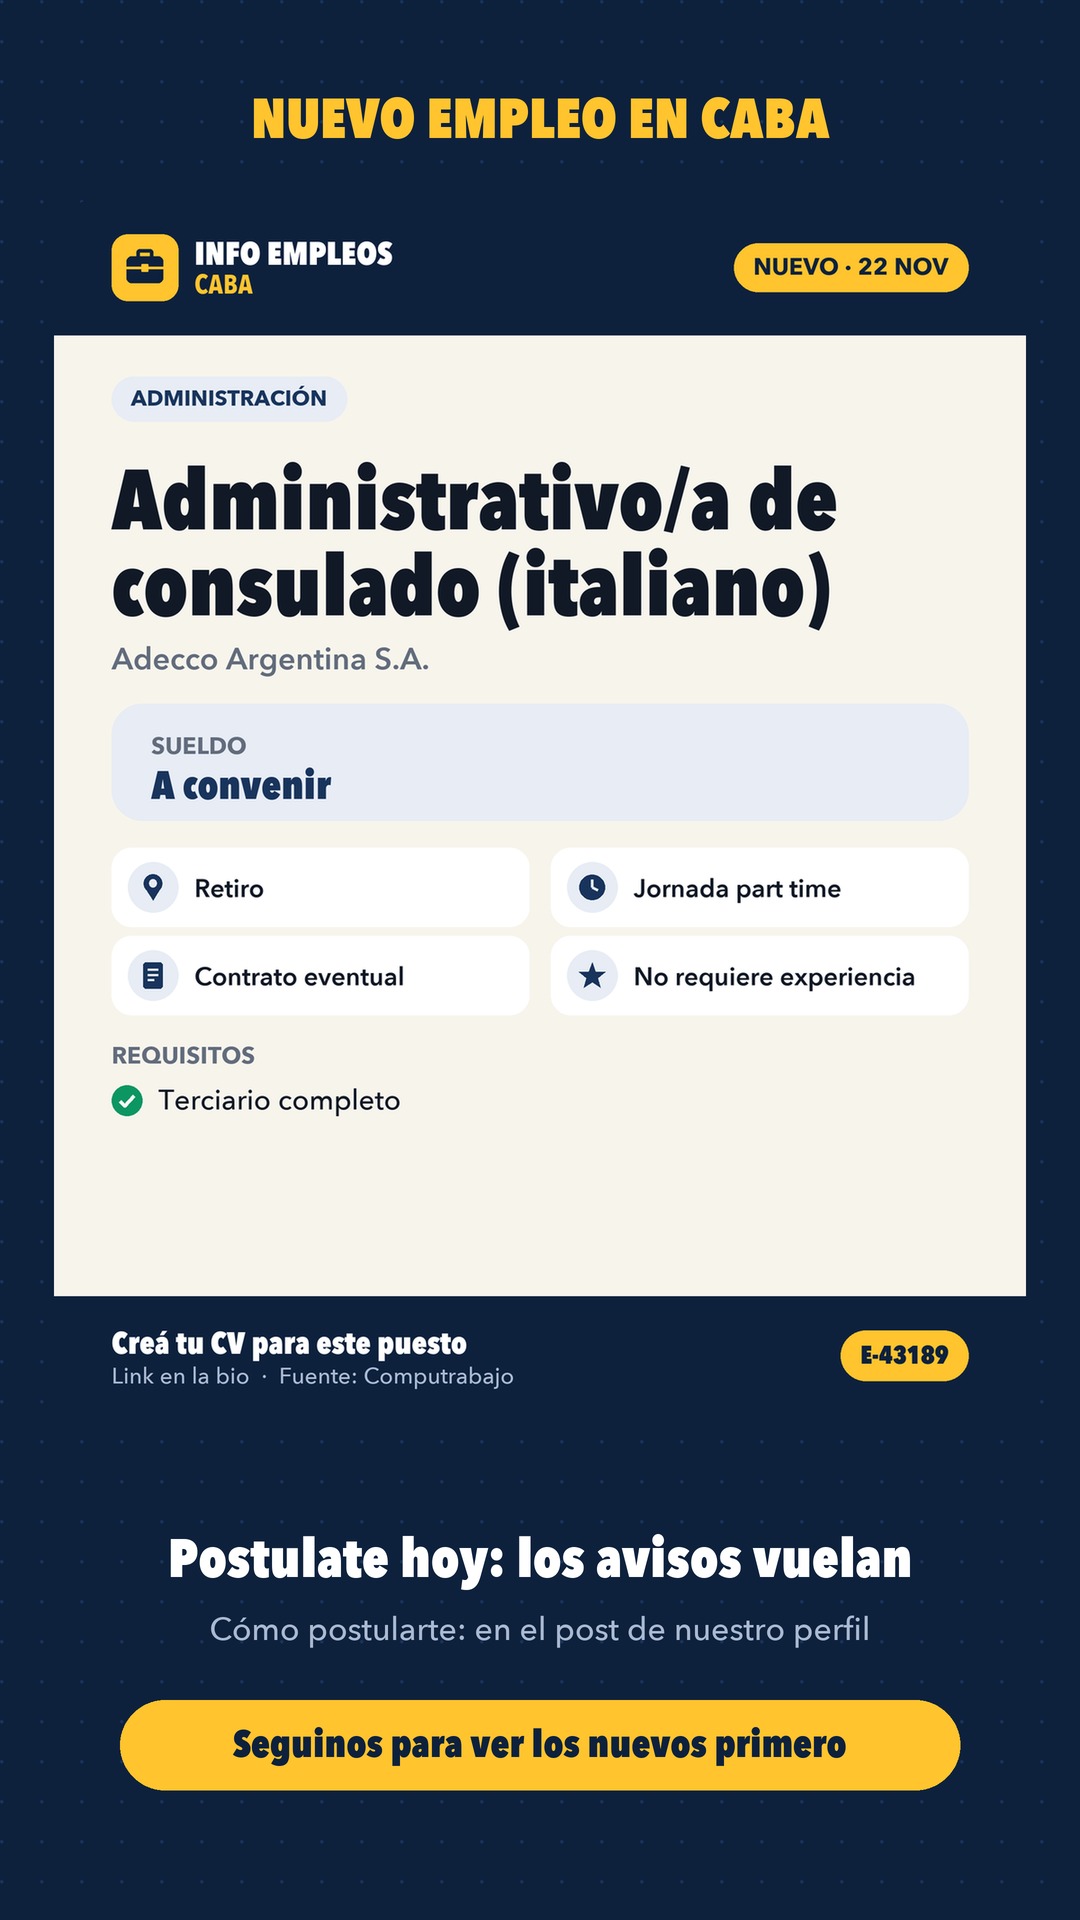 NUEVO EMPLEO EN CABA
INFO EMPLEOS
CABA
NUEVO · 22 NOV
ADMINISTRACIÓN
Administrativo/a de
consulado (italiano)
Adecco Argentina S.A.
SUELDO
A convenir
Retiro
Jornada part time
Contrato eventual
No requiere experiencia
REQUISITOS
Terciario completo
Creá tu CV para este puesto
Link en la bio · Fuente: Computrabajo
E-43189
Postulate hoy: los avisos vuelan
Cómo postularte: en el post de nuestro perfil
Seguinos para ver los nuevos primero